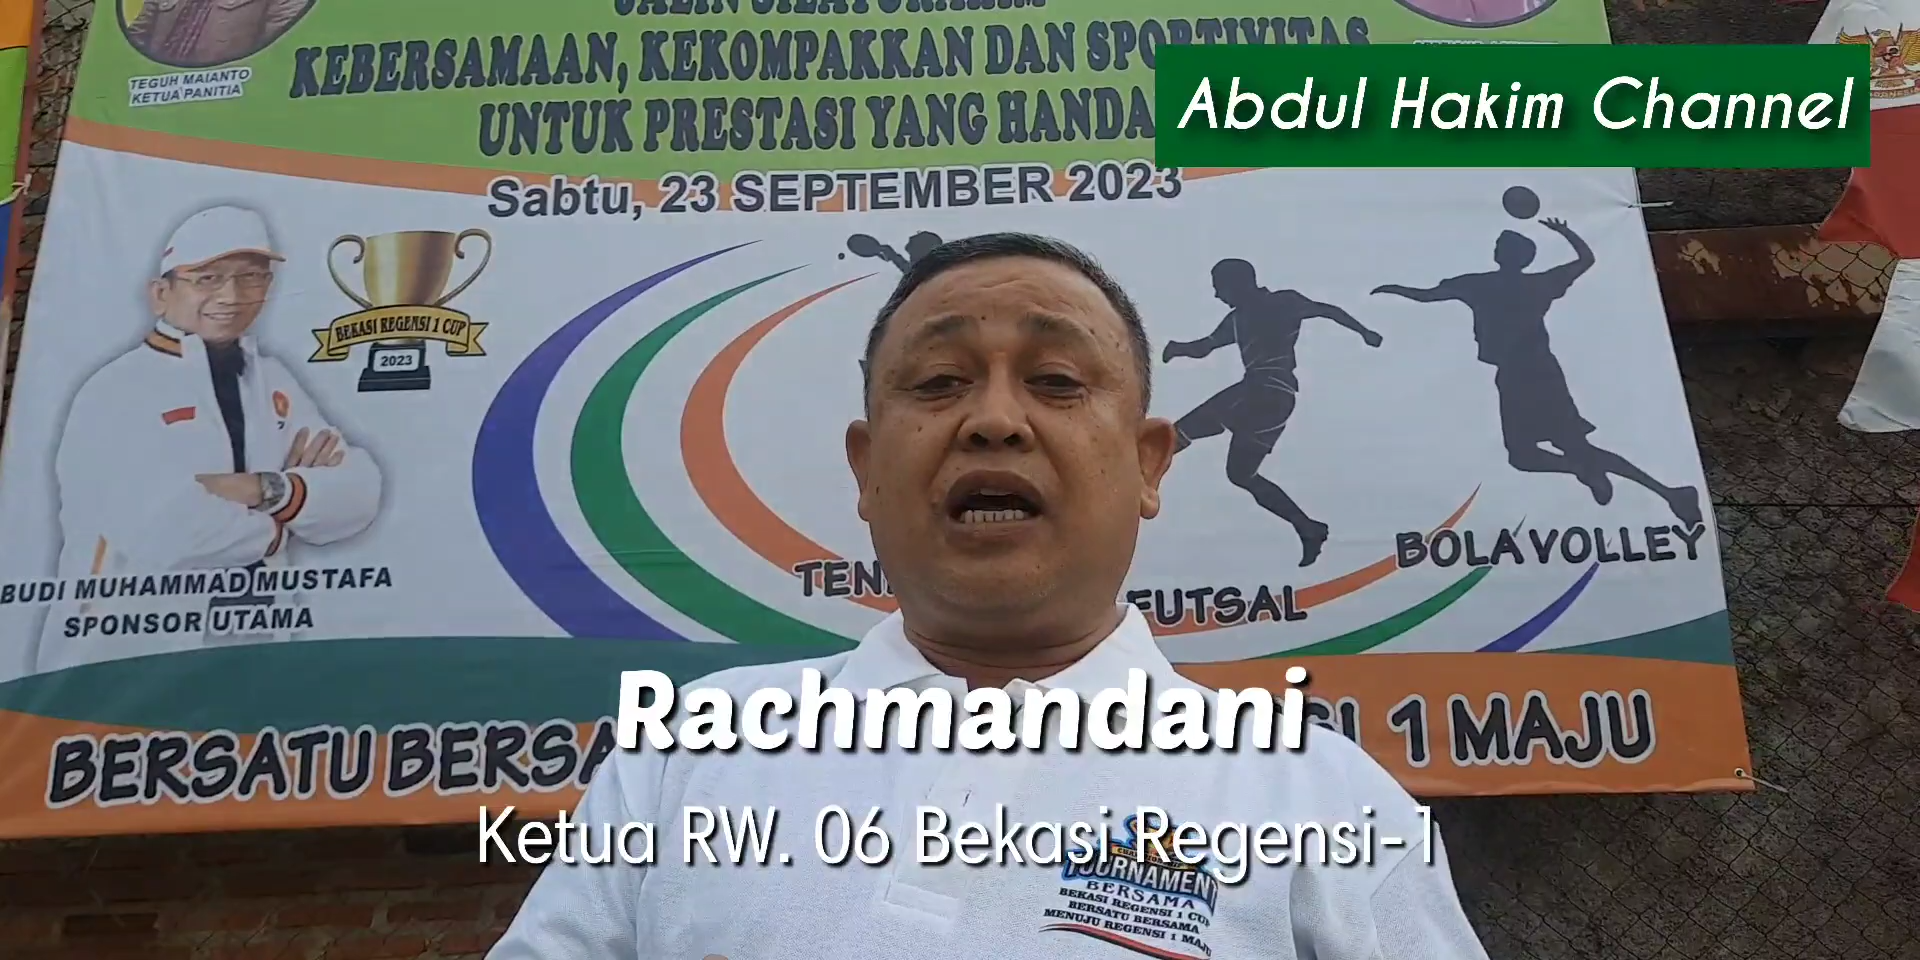 KEBERSAMAAN, KEKOMPAKKAN DAN SPORTIVITAS
UNTUK PRESTASI YANG HANDA
TEGUH MAIANTO
KETUA PANITIA
Abdul Hakim Channel
Sabtu, 23 SEPTEMBER 2023
BEKASI REGENSI 1 CUP
2023
BUDI MUHAMMAD MUSTAFA
SPONSOR UTAMA
TEN
FUTSAL
BOLA VOLLEY
BERSATU BERSA
1 MAJU
Rachmandani
Ketua RW. 06 Bekasi Regensi-1
TOURNAMENT
BERSAMA
BEKASI REGENSI 1 CUP
BERSATU BERSAMA
MENUJU REGENSI 1 MAJU